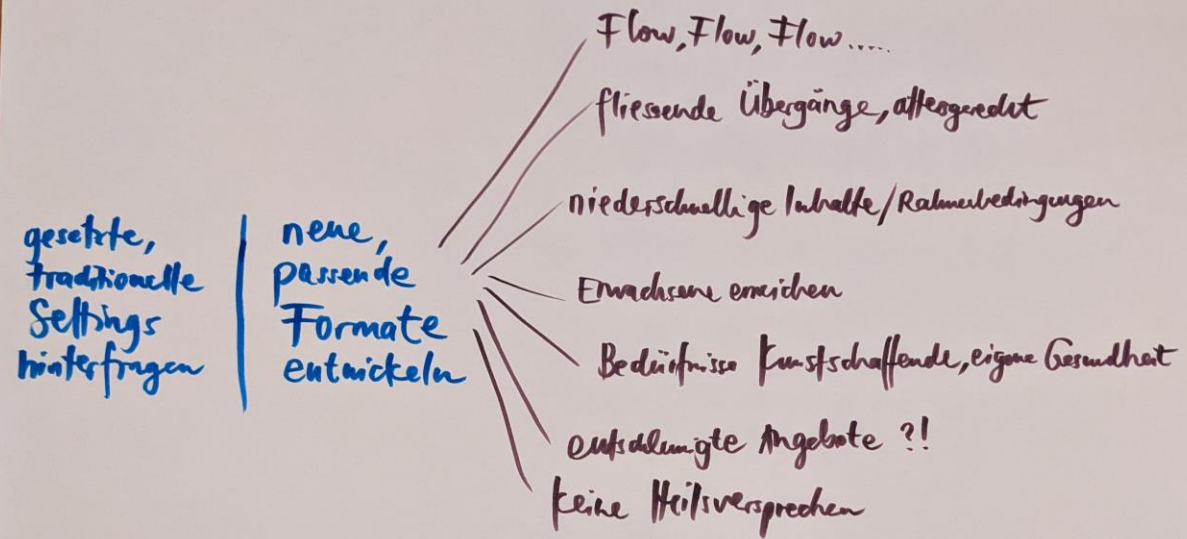 gesetzte,
traditionelle
Settings
hinterfragen
neue,
passende
Formate
entwickeln
Flow, Flow, Flow.....
fliessende Übergänge, altersgerecht
niederschwellige Inhalte/Rahmenbedingungen
Erwachsene erreichen
Bedürfnisse Kunstschaffende, eigene Gesundheit
entschleunigte Angebote ?!
keine Heilsversprechen